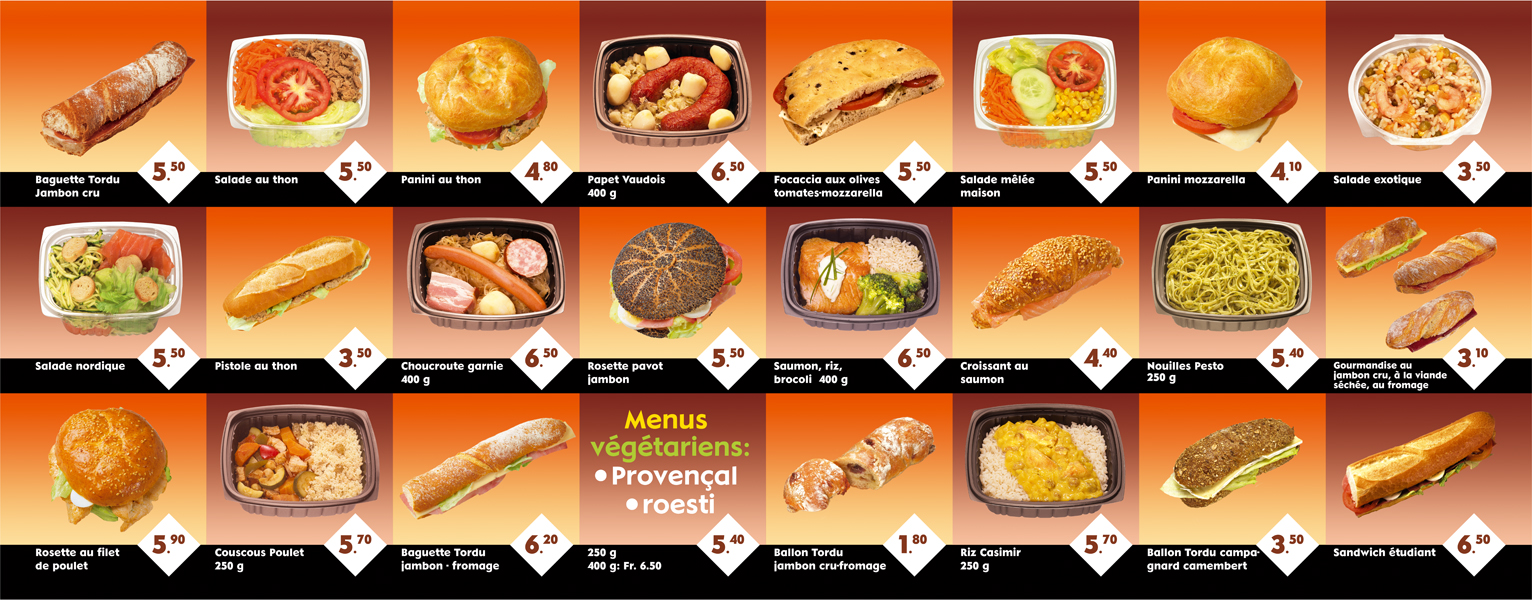 5.50
Baguette Tordu
Jambon cru
5.50
Salade au thon
4.80
Panini au thon
6.50
Papet Vaudois
400 g
5.50
Focaccia aux olives
tomates-mozzarella
5.50
Salade mêlée
maison
4.10
Panini mozzarella
3.50
Salade exotique
5.50
Salade nordique
3.50
Pistole au thon
6.50
Choucroute garnie
400 g
5.50
Rosette pavot
jambon
6.50
Saumon, riz,
brocoli 400 g
4.40
Croissant au
saumon
5.40
Nouilles Pesto
250 g
3.10
Gourmandise au
jambon cru, à la viande
séchée, au fromage
5.90
Rosette au filet
de poulet
5.70
Couscous Poulet
250 g
6.20
Baguette Tordu
jambon - fromage
Menus
végétariens:
•Provençal
•roesti
5.40
250 g
400 g: Fr. 6.50
1.80
Ballon Tordu
jambon cru-fromage
5.70
Riz Casimir
250 g
3.50
Ballon Tordu campa-
gnard camembert
6.50
Sandwich étudiant